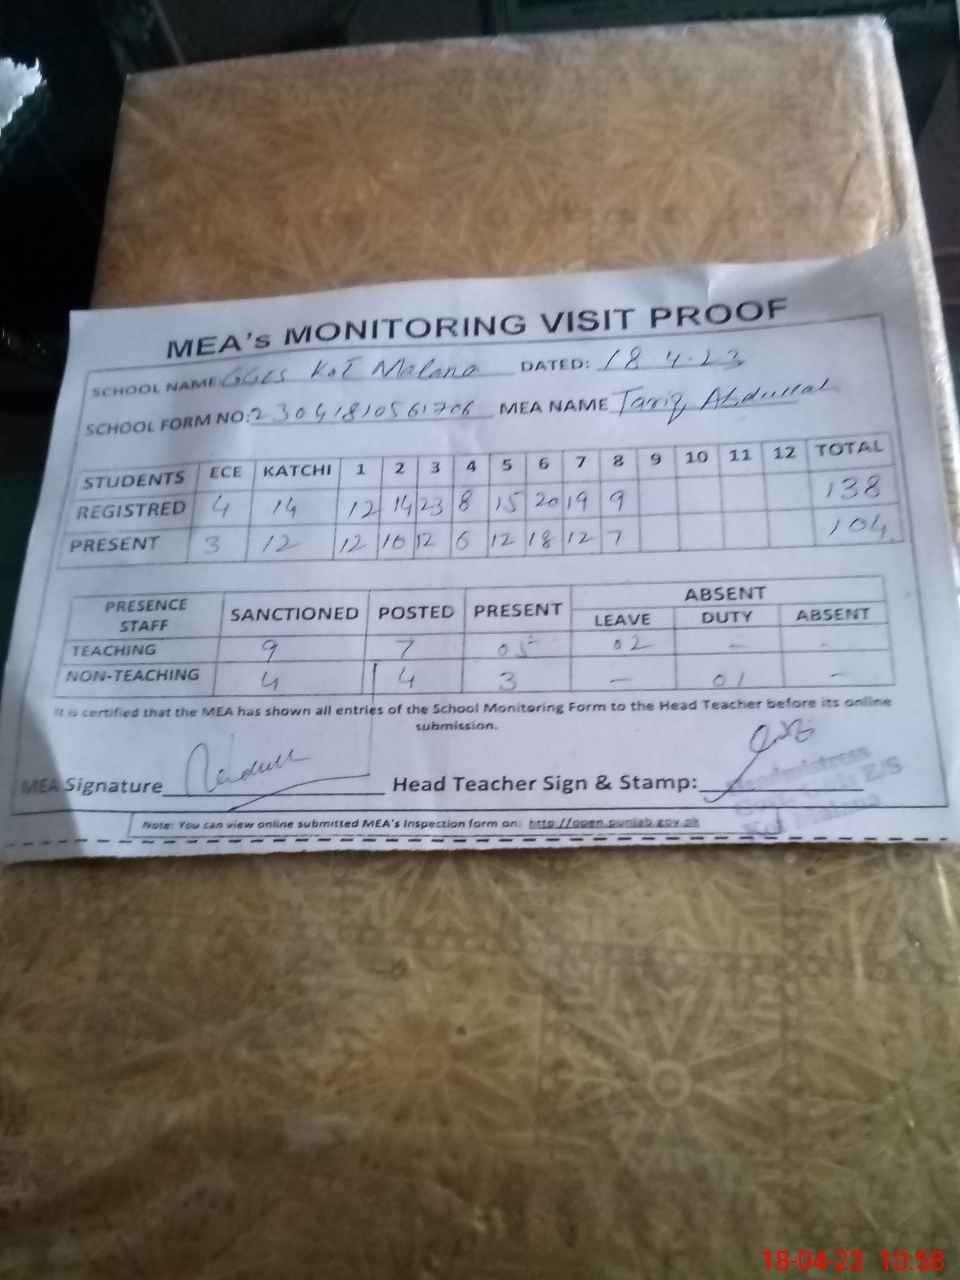 MEA's MONITORING VISIT PROOF
SCHOOL NAME GGES Kot Malana DATED: 18 4.23
SCHOOL FORM NO: 23041810561706 MEA NAME Tariq Abdullah
STUDENTS ECE KATCHI 1 2 3 4 5 6 7 8 9 10 11 12 TOTAL
REGISTRED 4 14 12 14 23 8 15 20 19 9 138
PRESENT 3 12 12 10 12 6 12 18 12 7 104
PRESENCE STAFF SANCTIONED POSTED PRESENT ABSENT
LEAVE DUTY ABSENT
TEACHING 9 7 05 02 - -
NON-TEACHING 4 4 3 - 01 -
It is certified that the MEA has shown all entries of the School Monitoring Form to the Head Teacher before its online
submission.
MEA Signature Head Teacher Sign & Stamp:
Headmistress
Govt. Girls E/S
Kot Malana
Note: You can view online submitted MEA's Inspection form on: http://open.punjab.gov.pk
18-04-23 10:58